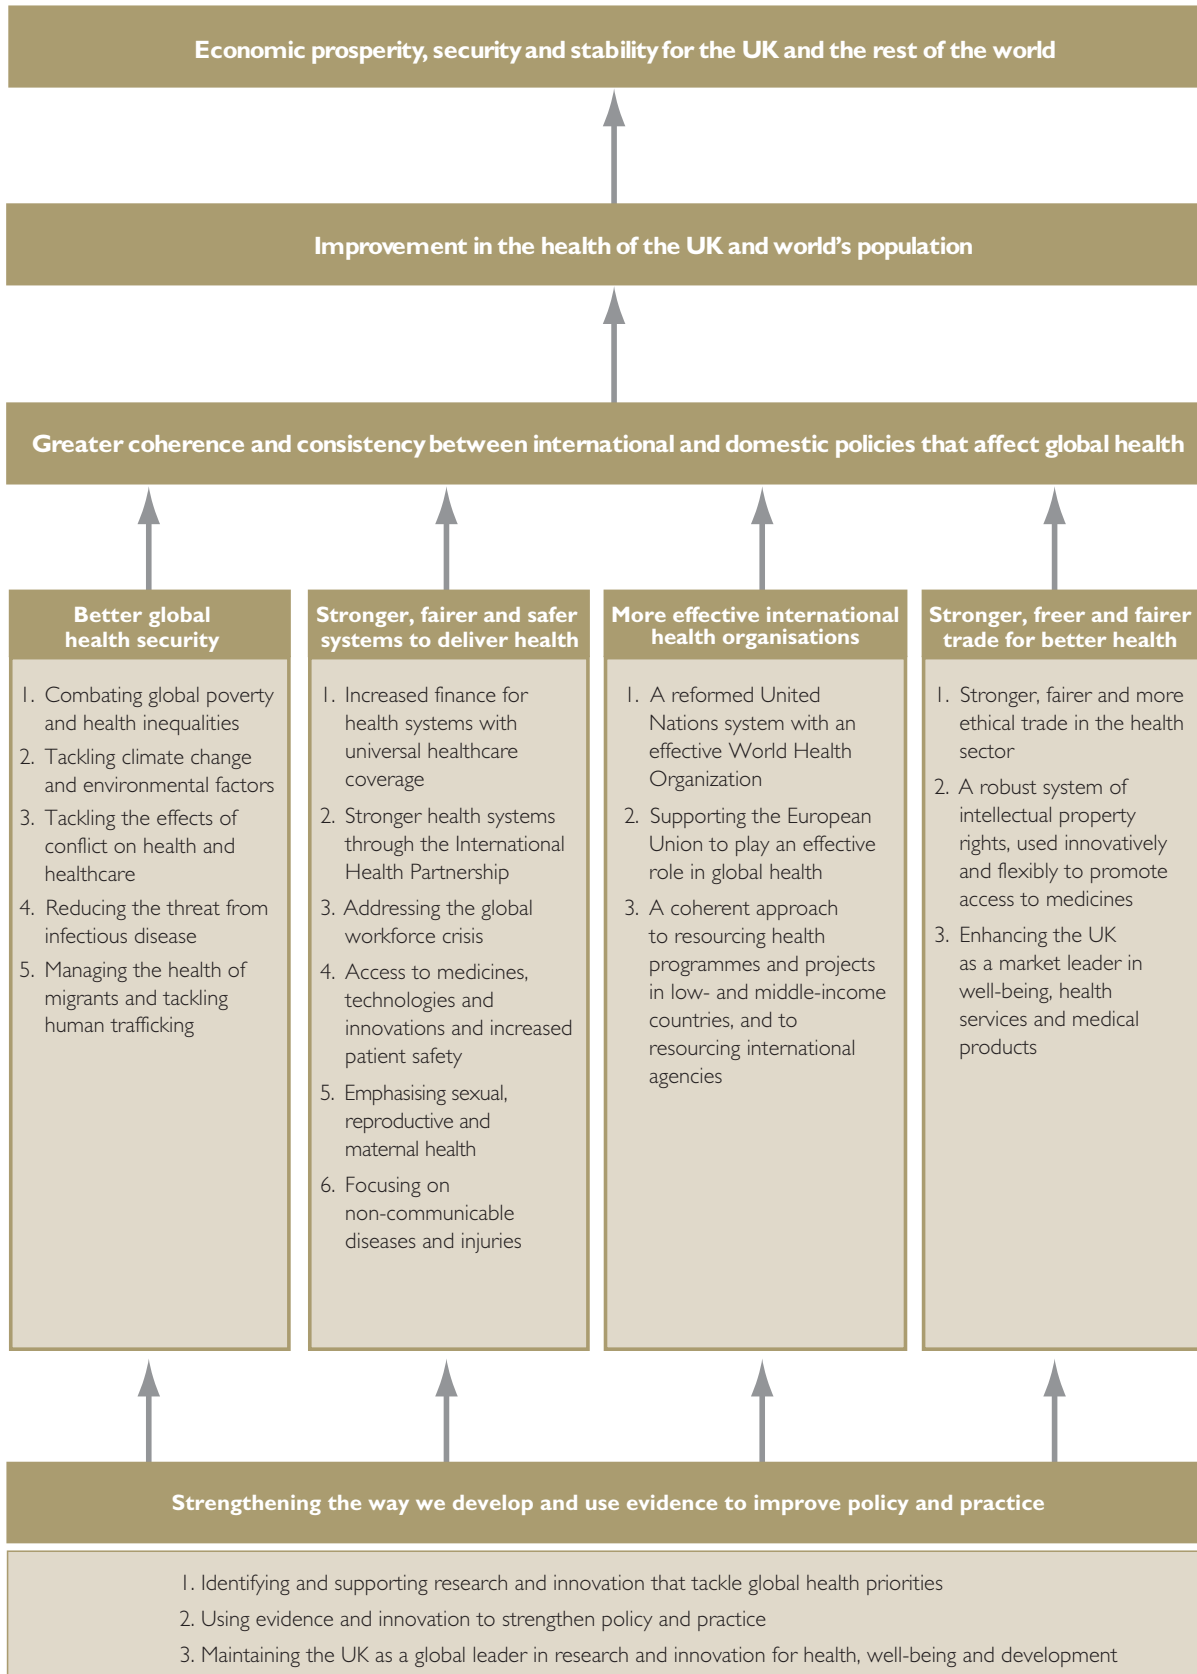 Economic prosperity, security and stability for the UK and the rest of the world
Improvement in the health of the UK and world's population
Greater coherence and consistency between international and domestic policies that affect global health
Better global
health security
1. Combating global poverty
and health inequalities
2. Tackling climate change
and environmental factors
3. Tackling the effects of
conflict on health and
healthcare
4. Reducing the threat from
infectious disease
5. Managing the health of
migrants and tackling
human trafficking
Stronger, fairer and safer
systems to deliver health
1. Increased finance for
health systems with
universal healthcare
coverage
2. Stronger health systems
through the International
Health Partnership
3. Addressing the global
workforce crisis
4. Access to medicines,
technologies and
innovations and increased
patient safety
5. Emphasising sexual,
reproductive and
maternal health
6. Focusing on
non-communicable
diseases and injuries
More effective international
health organisations
1. A reformed United
Nations system with an
effective World Health
Organization
2. Supporting the European
Union to play an effective
role in global health
3. A coherent approach
to resourcing health
programmes and projects
in low- and middle-income
countries, and to
resourcing international
agencies
Stronger, freer and fairer
trade for better health
1. Stronger, fairer and more
ethical trade in the health
sector
2. A robust system of
intellectual property
rights, used innovatively
and flexibly to promote
access to medicines
3. Enhancing the UK
as a market leader in
well-being, health
services and medical
products
Strengthening the way we develop and use evidence to improve policy and practice
1. Identifying and supporting research and innovation that tackle global health priorities
2. Using evidence and innovation to strengthen policy and practice
3. Maintaining the UK as a global leader in research and innovation for health, well-being and development